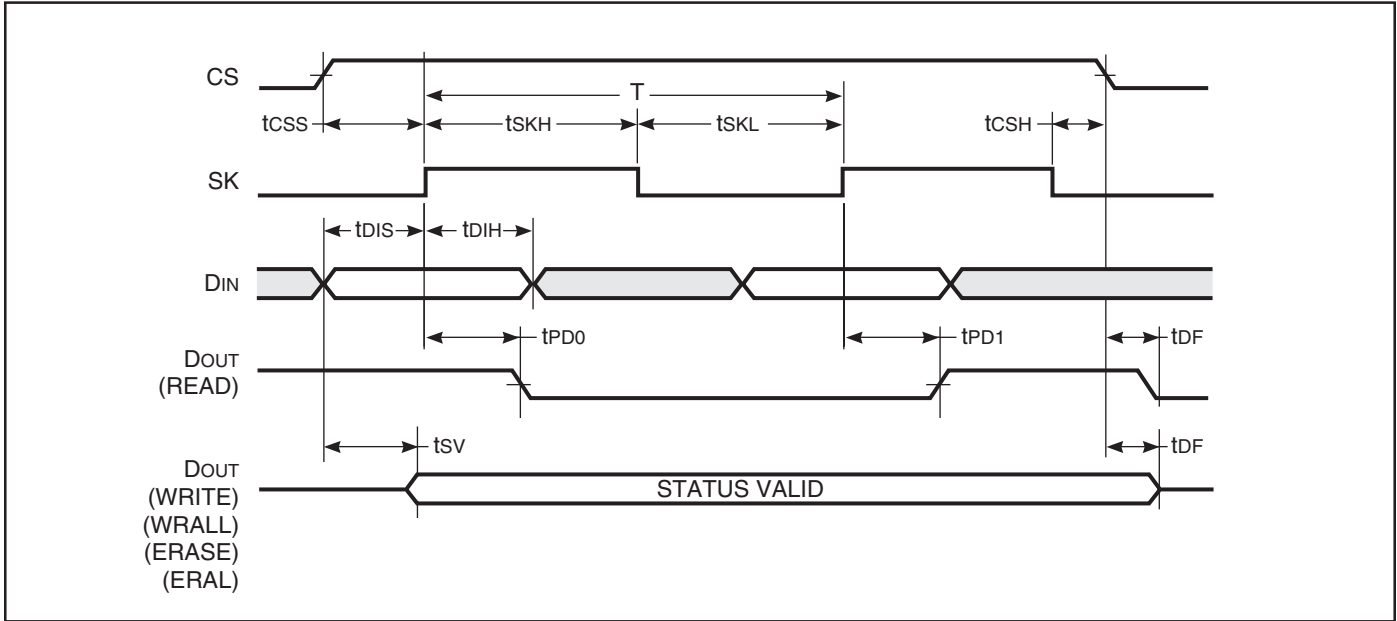 CS
T
tCSS
tSKH
tSKL
tCSH
SK
tDIS
tDIH
DIN
tPD0
tPD1
tDF
DOUT
(READ)
tSV
tDF
DOUT
(WRITE)
(WRALL)
(ERASE)
(ERAL)
STATUS VALID